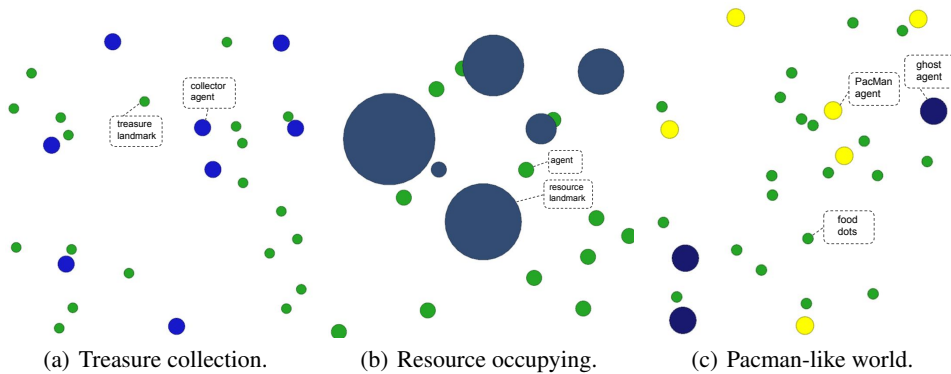 collector
agent
treasure
landmark
(a) Treasure collection.
agent
resource
landmark
(b) Resource occupying.
ghost
agent
PacMan
agent
food
dots
(c) Pacman-like world.